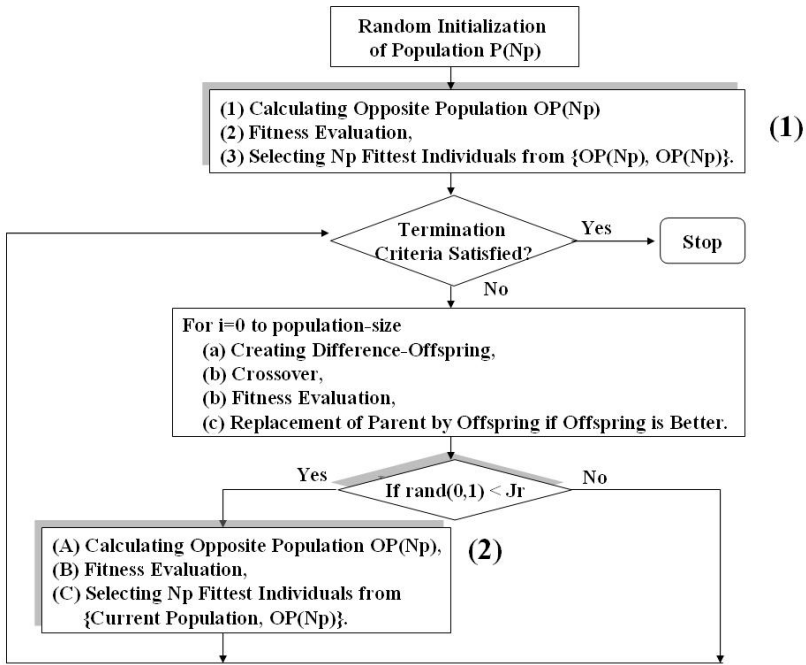 Random Initialization
of Population P(Np)
(1) Calculating Opposite Population OP(Np)
(2) Fitness Evaluation,
(3) Selecting Np Fittest Individuals from {OP(Np), OP(Np)}.
(1)
Termination
Criteria Satisfied?
Yes
Stop
No
For i=0 to population-size
(a) Creating Difference-Offspring,
(b) Crossover,
(b) Fitness Evaluation,
(c) Replacement of Parent by Offspring if Offspring is Better.
Yes
If rand(0,1) < Jr
No
(A) Calculating Opposite Population OP(Np),
(B) Fitness Evaluation,
(C) Selecting Np Fittest Individuals from
{Current Population, OP(Np)}.
(2)